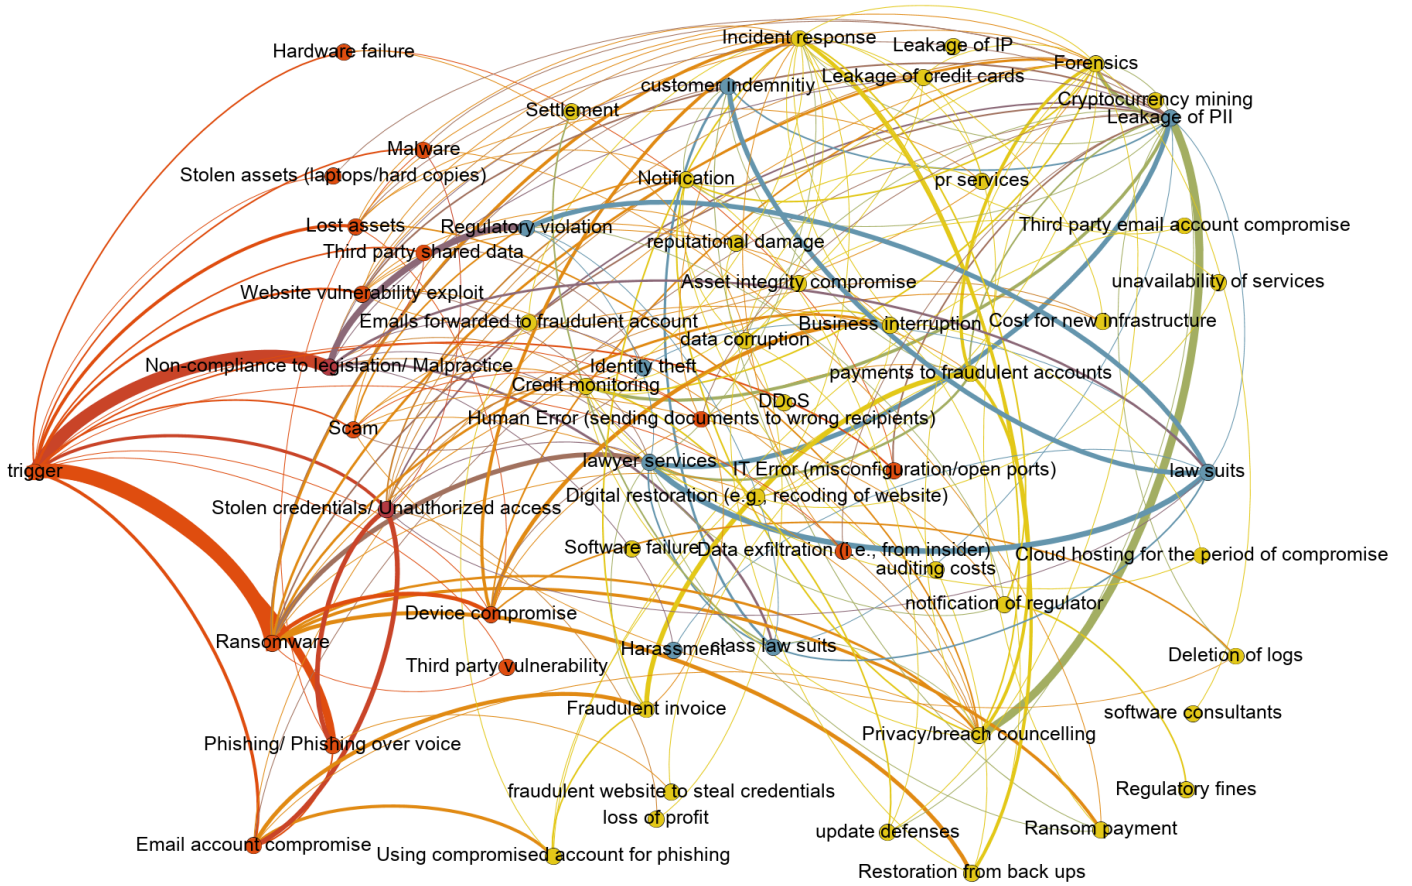 Incident response
Leakage of IP
Hardware failure
Forensics
Leakage of credit cards
customer indemnitiy
Cryptocurrency mining
Settlement
Leakage of PII
Malware
Stolen assets (laptops/hard copies)
Notification
pr services
Lost assets
Regulatory violation
Third party email account compromise
reputational damage
Third party shared data
Asset integrity compromise
unavailability of services
Website vulnerability exploit
Emails forwarded to fraudulent account
Business interruption
Cost for new infrastructure
data corruption
Non-compliance to legislation/ Malpractice
Identity theft
payments to fraudulent accounts
Credit monitoring
DDoS
Human Error (sending documents to wrong recipients)
Scam
lawyer services
trigger
IT Error (misconfiguration/open ports)
law suits
Digital restoration (e.g., recoding of website)
Stolen credentials/ Unauthorized access
Software failure
Data exfiltration (i.e., from insider)
Cloud hosting for the period of compromise
auditing costs
notification of regulator
Device compromise
Ransomware
Harassment
class law suits
Deletion of logs
Third party vulnerability
Fraudulent invoice
software consultants
Privacy/breach councelling
Phishing/ Phishing over voice
fraudulent website to steal credentials
Regulatory fines
loss of profit
update defenses
Ransom payment
Email account compromise
Using compromised account for phishing
Restoration from back ups